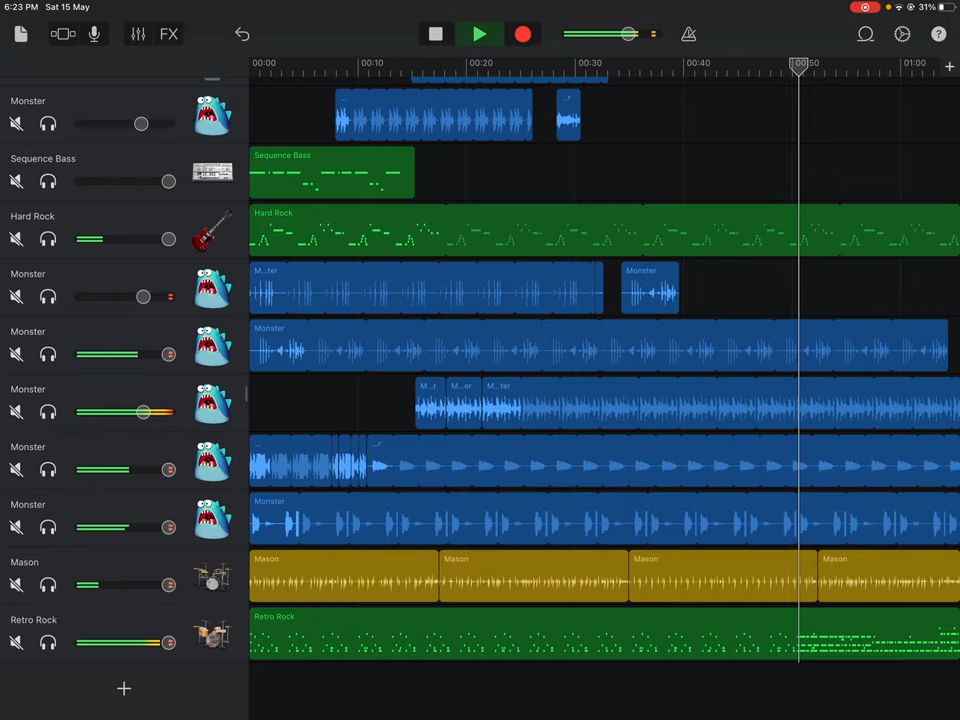 6:23 PM Sat 15 May
31%
FX
?
00:00 00:10 00:20 00:30 00:40 00:50 01:00
Monster
... ...r
Sequence Bass
Sequence Bass
Hard Rock
Hard Rock
Monster
M...ter Monster
Monster
Monster
Monster
M...r M...er M...ter
Monster
... ...r
Monster
Monster
Mason
Mason Mason Mason Mason
Retro Rock
Retro Rock